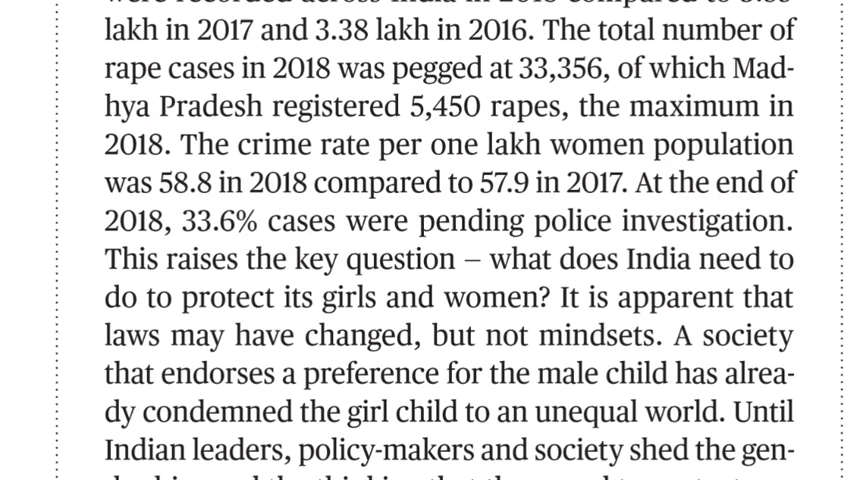 lakh in 2017 and 3.38 lakh in 2016. The total number of
rape cases in 2018 was pegged at 33,356, of which Mad-
hya Pradesh registered 5,450 rapes, the maximum in
2018. The crime rate per one lakh women population
was 58.8 in 2018 compared to 57.9 in 2017. At the end of
2018, 33.6% cases were pending police investigation.
This raises the key question – what does India need to
do to protect its girls and women? It is apparent that
laws may have changed, but not mindsets. A society
that endorses a preference for the male child has alrea-
dy condemned the girl child to an unequal world. Until
Indian leaders, policy-makers and society shed the gen-